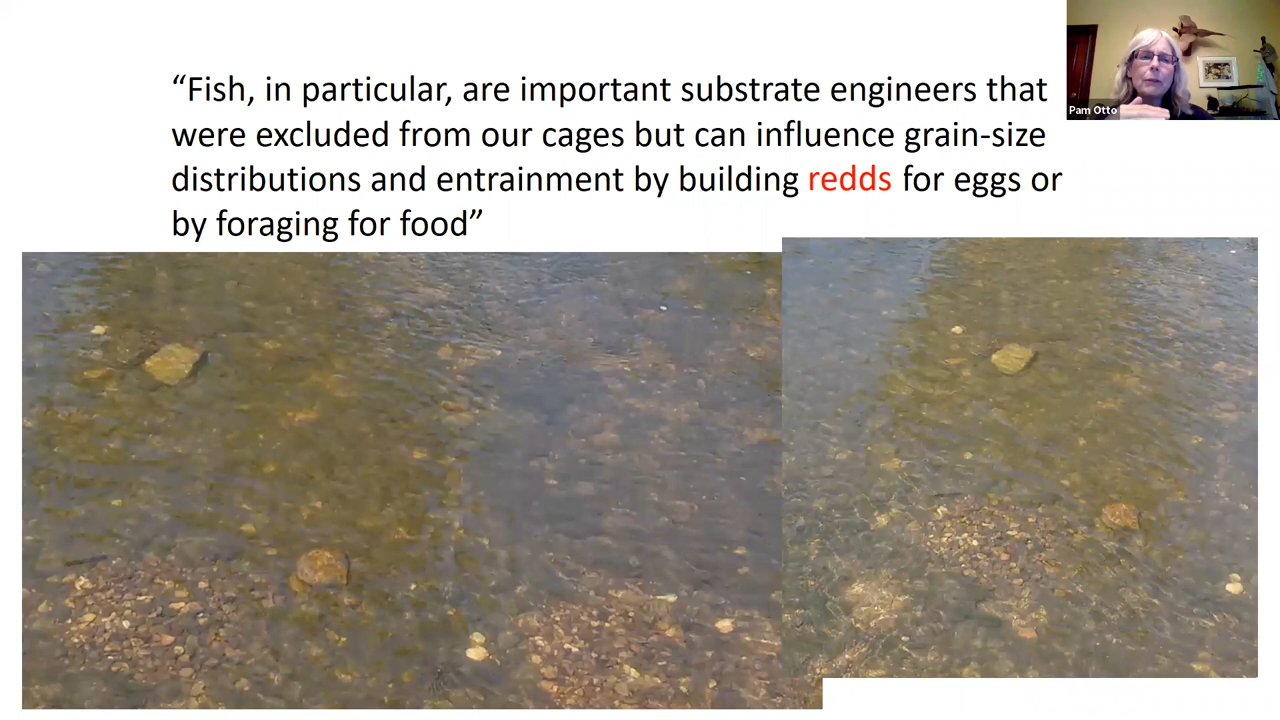 “Fish, in particular, are important substrate engineers that
were excluded from our cages but can influence grain-size
distributions and entrainment by building redds for eggs or
by foraging for food”
Pam Otto